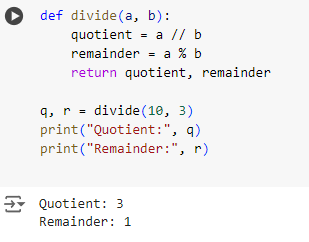 def divide(a, b):
    quotient = a // b
    remainder = a % b
    return quotient, remainder

q, r = divide(10, 3)
print("Quotient:", q)
print("Remainder:", r)

Quotient: 3
Remainder: 1